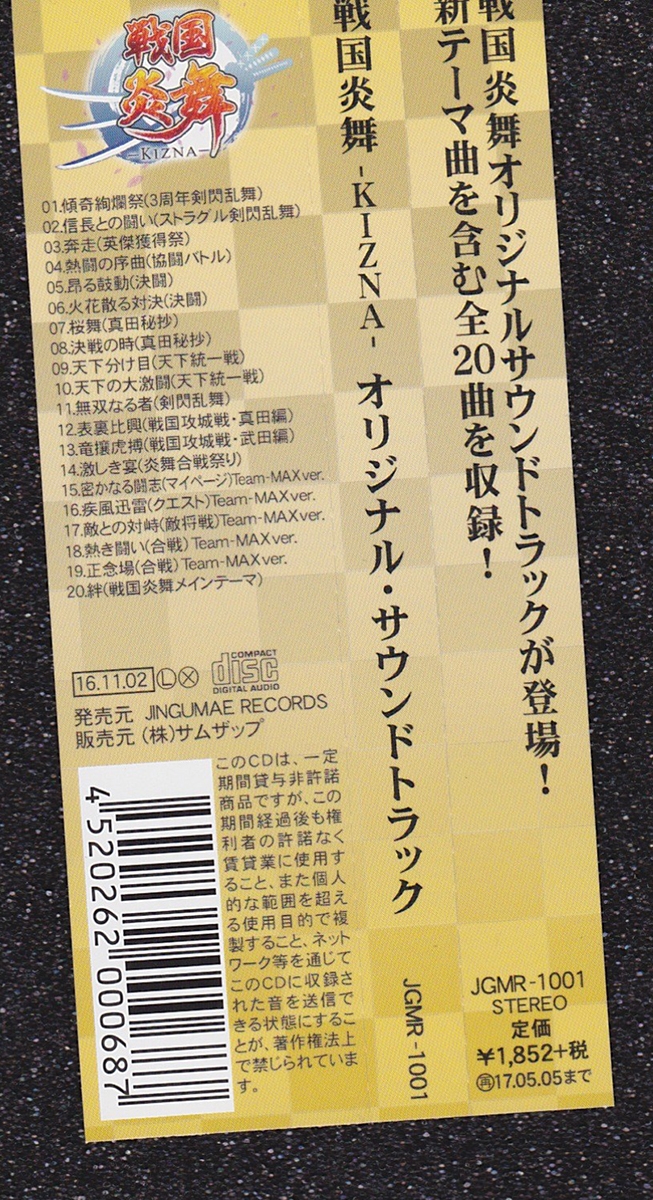 戦国炎舞オリジナルサウンドトラックが登場！
新テーマ曲を含む全20曲を収録！
戦国炎舞 -KIZNA- オリジナル・サウンドトラック
JGMR-1001
戦国
炎舞
-KIZNA-
01.傾奇絢爛祭(3周年剣閃乱舞)
02.信長との闘い(ストラグル剣閃乱舞)
03.奔走(英傑獲得祭)
04.熱闘の序曲(協闘バトル)
05.昂る鼓動(決闘)
06.火花散る対決(決闘)
07.桜舞(真田秘抄)
08.決戦の時(真田秘抄)
09.天下分け目(天下統一戦)
10.天下の大激闘(天下統一戦)
11.無双なる者(剣閃乱舞)
12.表裏比興(戦国攻城戦・真田編)
13.竜攘虎搏(戦国攻城戦・武田編)
14.激しき宴(炎舞合戦祭り)
15.密かなる闘志(マイページ)Team-MAXver.
16.疾風迅雷(クエスト)Team-MAXver.
17.敵との対峙(敵将戦)Team-MAXver.
18.熱き闘い(合戦) Team-MAXver.
19.正念場(合戦) Team-MAXver.
20.絆(戦国炎舞メインテーマ)
16.11.02 Ⓛ Ⓧ
COMPACT
disc
DIGITAL AUDIO
発売元 JINGUMAE RECORDS
販売元 (株)サムザップ
4 520262 000687
このCDは、一定
期間貸与非許諾
商品ですが、この
期間経過後も権
利者の許諾なく
賃貸業に使用す
ること、また個人
的な範囲を超え
る使用目的で複
製すること、ネット
ワーク等を通じて
このCDに収録さ
れた音を送信で
きる状態にするこ
とが、著作権法上
で禁じられていま
す。
JGMR-1001
STEREO
定価
¥1,852+税
㊢17.05.05まで